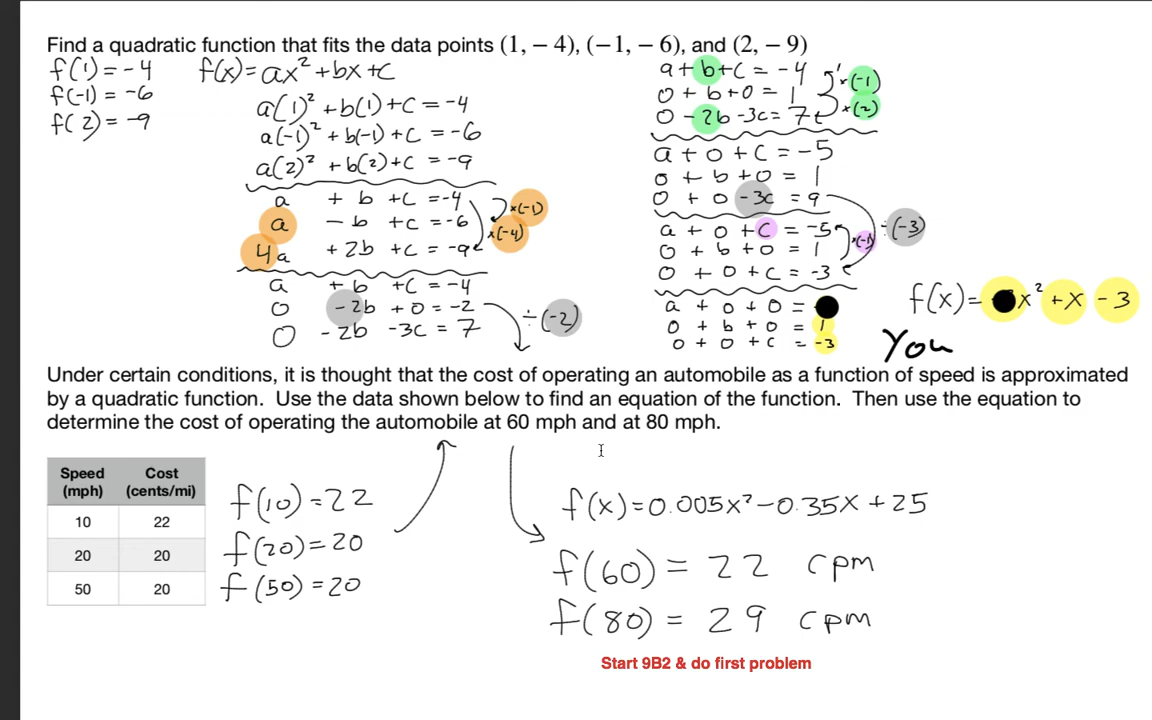 Find a quadratic function that fits the data points (1, − 4), (−1, − 6), and (2, − 9)
f(1) = -4
f(-1) = -6
f(2) = -9
f(x) = ax² + bx + c
a(1)² + b(1) + c = -4
a(-1)² + b(-1) + c = -6
a(2)² + b(2) + c = -9
a + b + c = -4
a - b + c = -6
4a + 2b + c = -9
×(-1)
×(-4)
a + b + c = -4
0 -2b + 0 = -2
0 - 2b -3c = 7
÷(-2)
a + b + c = -4
0 + b + 0 = 1
0 - 2b -3c = 7
×(-1)
×(2)
a + 0 + c = -5
0 + b + 0 = 1
0 + 0 -3c = 9
÷(-3)
a + 0 + c = -5
0 + b + 0 = 1
0 + 0 + c = -3
×(-1)
a + 0 + 0 =
0 + b + 0 = 1
0 + 0 + c = -3
f(x) = x² + x - 3
You
Under certain conditions, it is thought that the cost of operating an automobile as a function of speed is approximated
by a quadratic function. Use the data shown below to find an equation of the function. Then use the equation to
determine the cost of operating the automobile at 60 mph and at 80 mph.
Speed (mph) Cost (cents/mi)
10 22
20 20
50 20
f(10) = 22
f(20) = 20
f(50) = 20
f(x) = 0.005x² - 0.35x + 25
f(60) = 22 cpm
f(80) = 29 cpm
Start 9B2 & do first problem